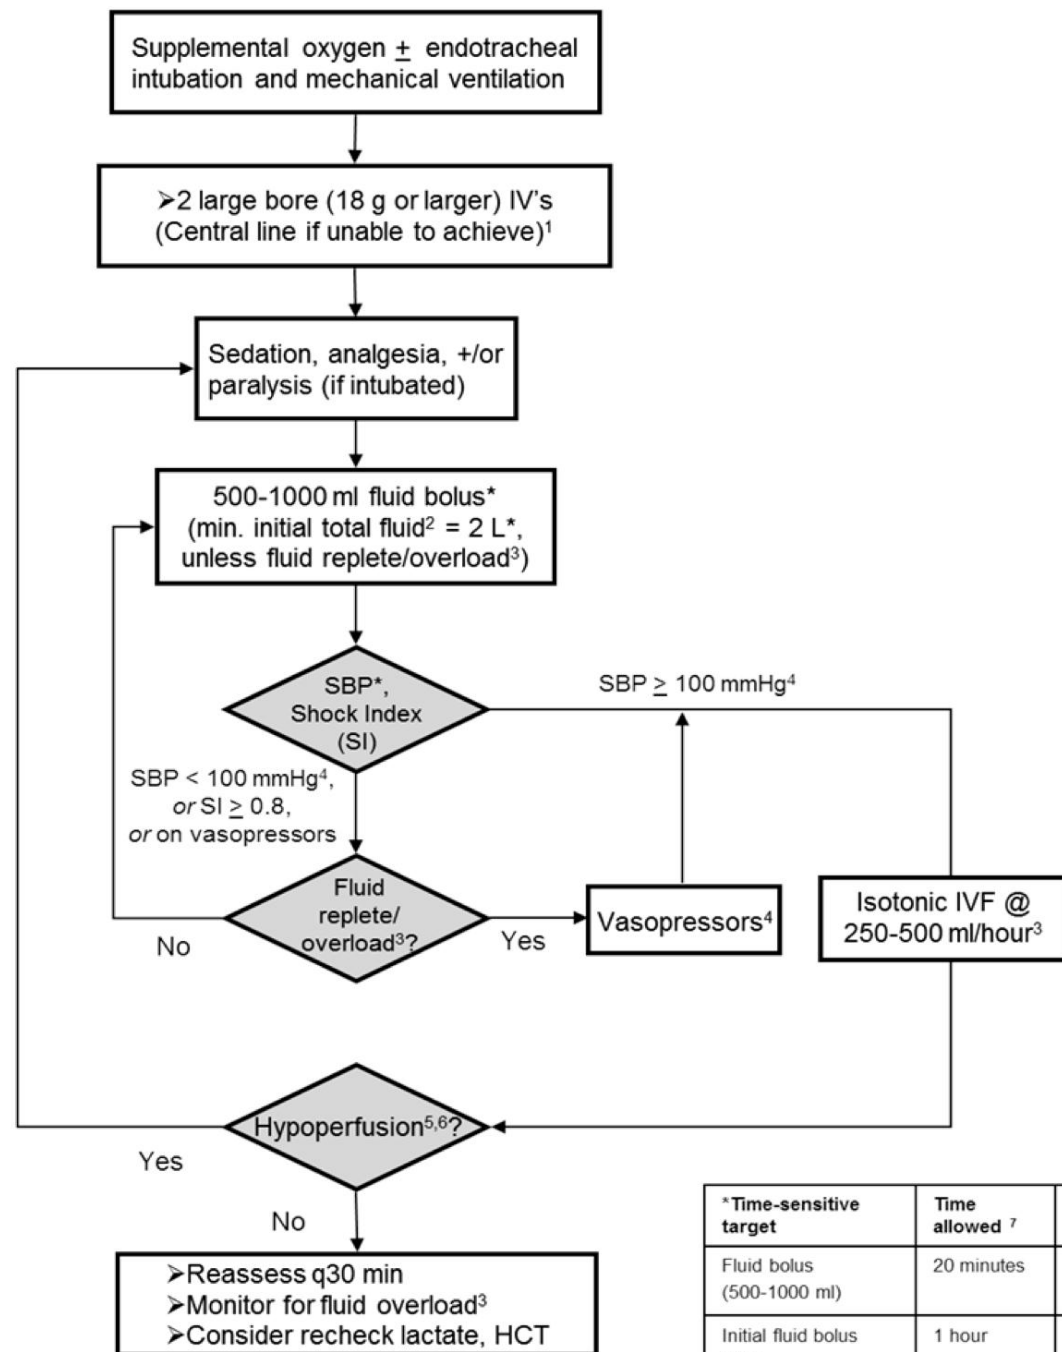 Supplemental oxygen ± endotracheal
intubation and mechanical ventilation
➢2 large bore (18 g or larger) IV's
(Central line if unable to achieve)¹
Sedation, analgesia, +/or
paralysis (if intubated)
500-1000 ml fluid bolus*
(min. initial total fluid² = 2 L*,
unless fluid replete/overload³)
SBP*,
Shock Index
(SI)
SBP ≥ 100 mmHg⁴
SBP < 100 mmHg⁴,
or SI ≥ 0.8,
or on vasopressors
Fluid
replete/
overload³?
No
Yes
Vasopressors⁴
Isotonic IVF @
250-500 ml/hour³
Hypoperfusion⁵,⁶?
Yes
No
➢Reassess q30 min
➢Monitor for fluid overload³
➢Consider recheck lactate, HCT
*Time-sensitive
target
Time
allowed ⁷
Fluid bolus
(500-1000 ml)
20 minutes
Initial fluid bolus
1 hour